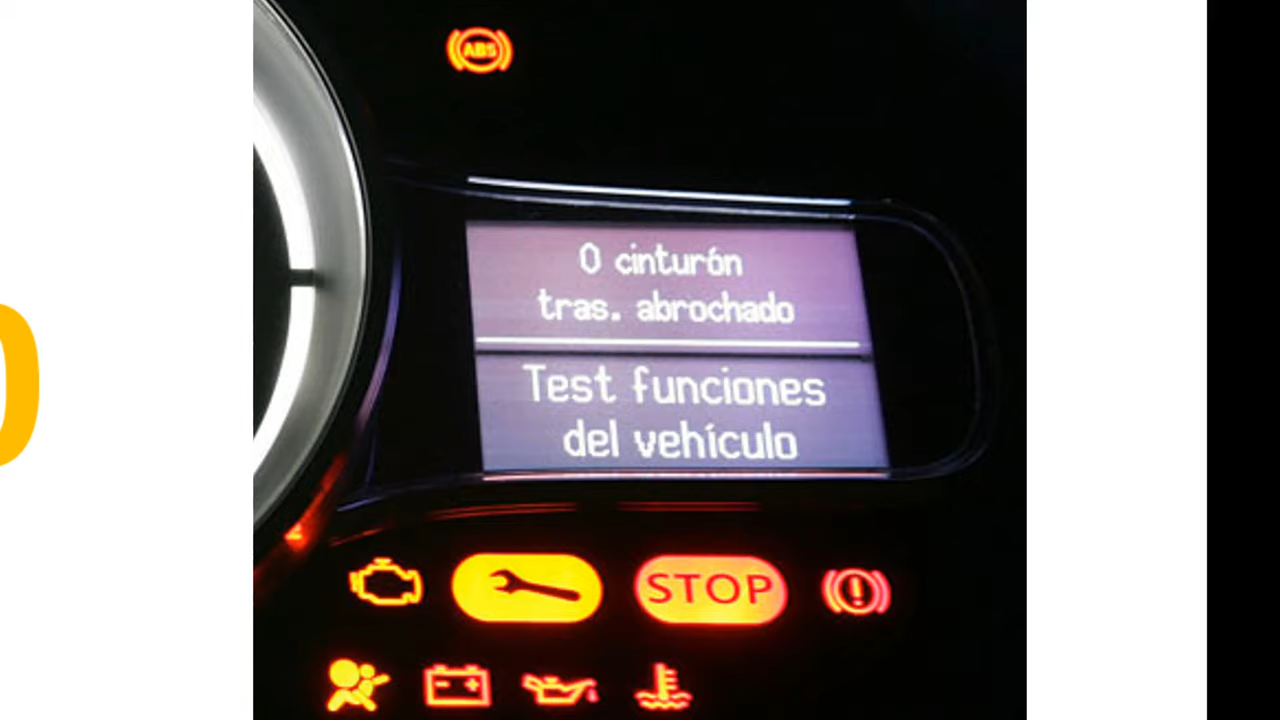 ABS
0 cinturón
tras. abrochado
Test funciones
del vehículo
STOP